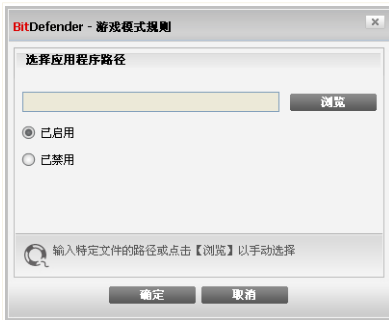 BitDefender - 游戏模式规则
选择应用程序路径
浏览
已启用
已禁用
输入特定文件的路径或点击【浏览】以手动选择
确定
取消